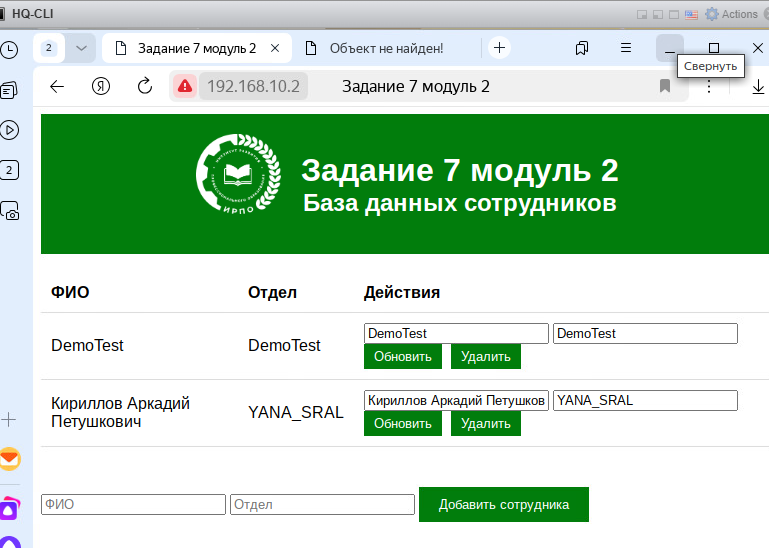 HQ-CLI
Actions
2
Задание 7 модуль 2
Объект не найден!
Свернуть
192.168.10.2
Задание 7 модуль 2
2
Задание 7 модуль 2
База данных сотрудников
ИРПО
ФИО Отдел Действия
DemoTest DemoTest DemoTest DemoTest
Обновить Удалить
Кириллов Аркадий Петушкович YANA_SRAL Кириллов Аркадий Петушков YANA_SRAL
Обновить Удалить
ФИО Отдел Добавить сотрудника